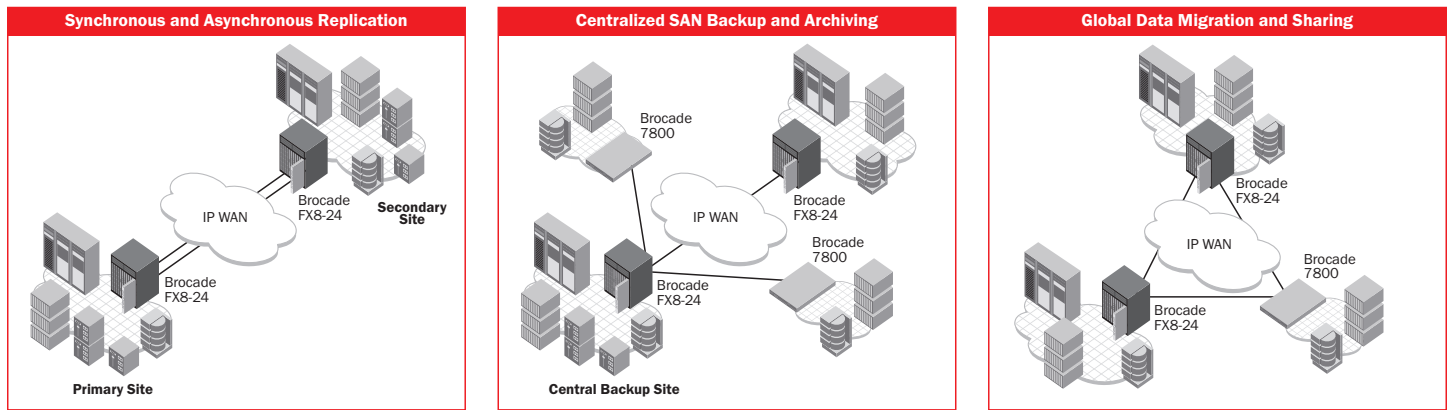 Synchronous and Asynchronous Replication
IP WAN
Brocade
FX8-24
Secondary
Site
Brocade
FX8-24
Primary Site
Centralized SAN Backup and Archiving
Brocade
7800
IP WAN
Brocade
FX8-24
Brocade
7800
Brocade
FX8-24
Central Backup Site
Global Data Migration and Sharing
Brocade
FX8-24
IP WAN
Brocade
7800
Brocade
FX8-24